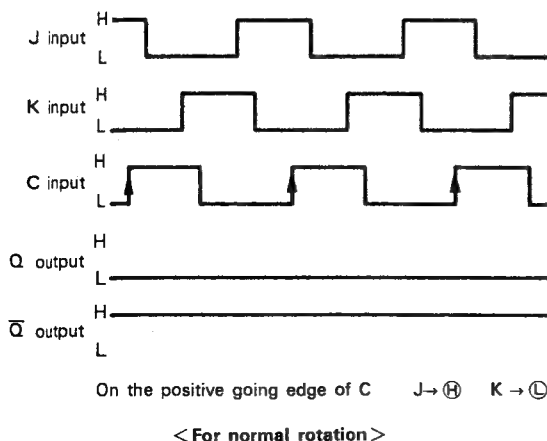 H
J input
L
H
K input
L
H
C input
L
H
Q output
L
H
Q̅ output
L
On the positive going edge of C J→Ⓗ K→Ⓛ
<For normal rotation>